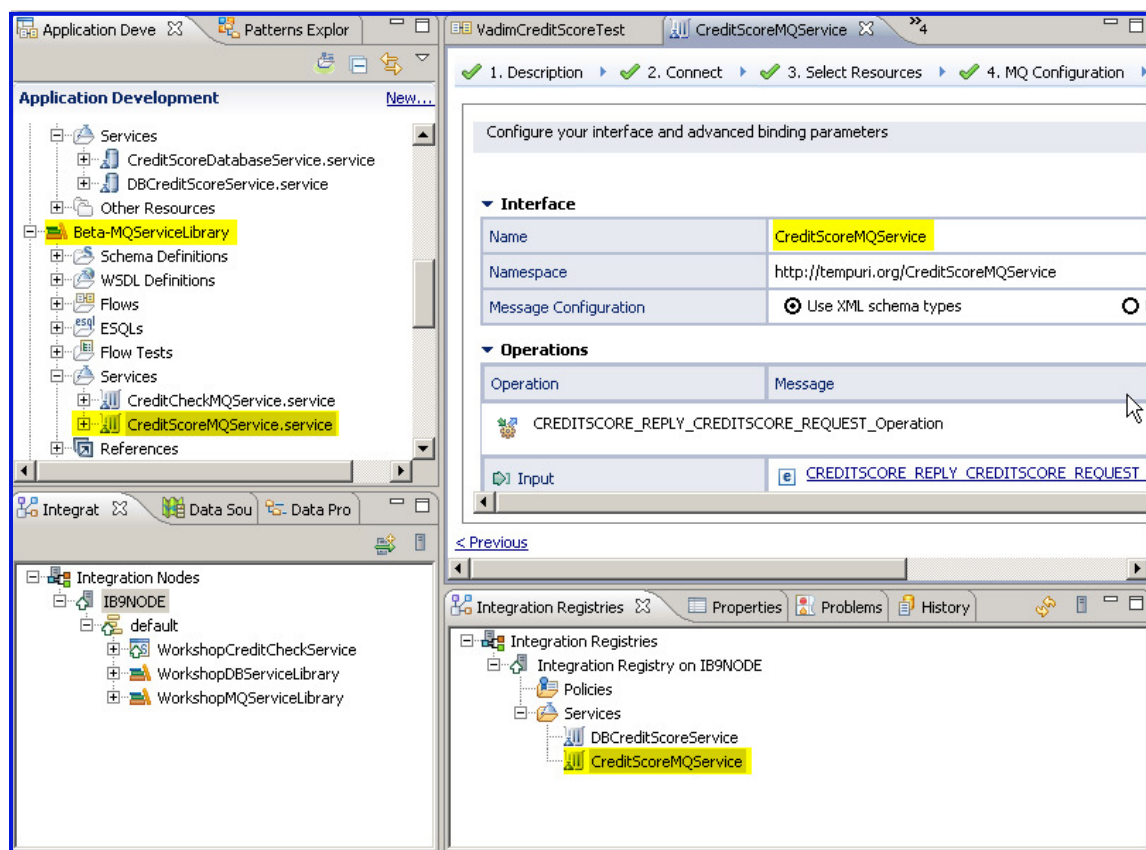 Application Deve
Patterns Explor
Application Development
New...
Services
CreditScoreDatabaseService.service
DBCreditScoreService.service
Other Resources
Beta-MQServiceLibrary
Schema Definitions
WSDL Definitions
Flows
esql ESQLs
Flow Tests
Services
CreditCheckMQService.service
CreditScoreMQService.service
References
VadimCreditScoreTest
CreditScoreMQService
»4
1. Description
2. Connect
3. Select Resources
4. MQ Configuration
Configure your interface and advanced binding parameters
Interface
Name
CreditScoreMQService
Namespace
http://tempuri.org/CreditScoreMQService
Message Configuration
Use XML schema types
Operations
Operation
Message
CREDITSCORE_REPLY_CREDITSCORE_REQUEST_Operation
Input
e CREDITSCORE_REPLY_CREDITSCORE_REQUEST_
< Previous
Integrat
Data Sou
Data Pro
Integration Nodes
IB9NODE
default
WorkshopCreditCheckService
WorkshopDBServiceLibrary
WorkshopMQServiceLibrary
Integration Registries
Properties
Problems
History
Integration Registries
Integration Registry on IB9NODE
Policies
Services
DBCreditScoreService
CreditScoreMQService